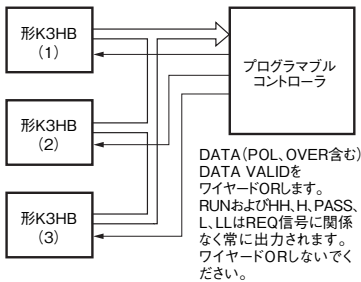 形K3HB
(1)
プログラマブル
コントローラ
形K3HB
(2)
形K3HB
(3)
DATA(POL、OVER含む)
DATA VALIDを
ワイヤードORします。
RUNおよびHH、H、PASS、
L、LLはREQ信号に関係
なく常に出力されます。
ワイヤードORしないでく
ださい。